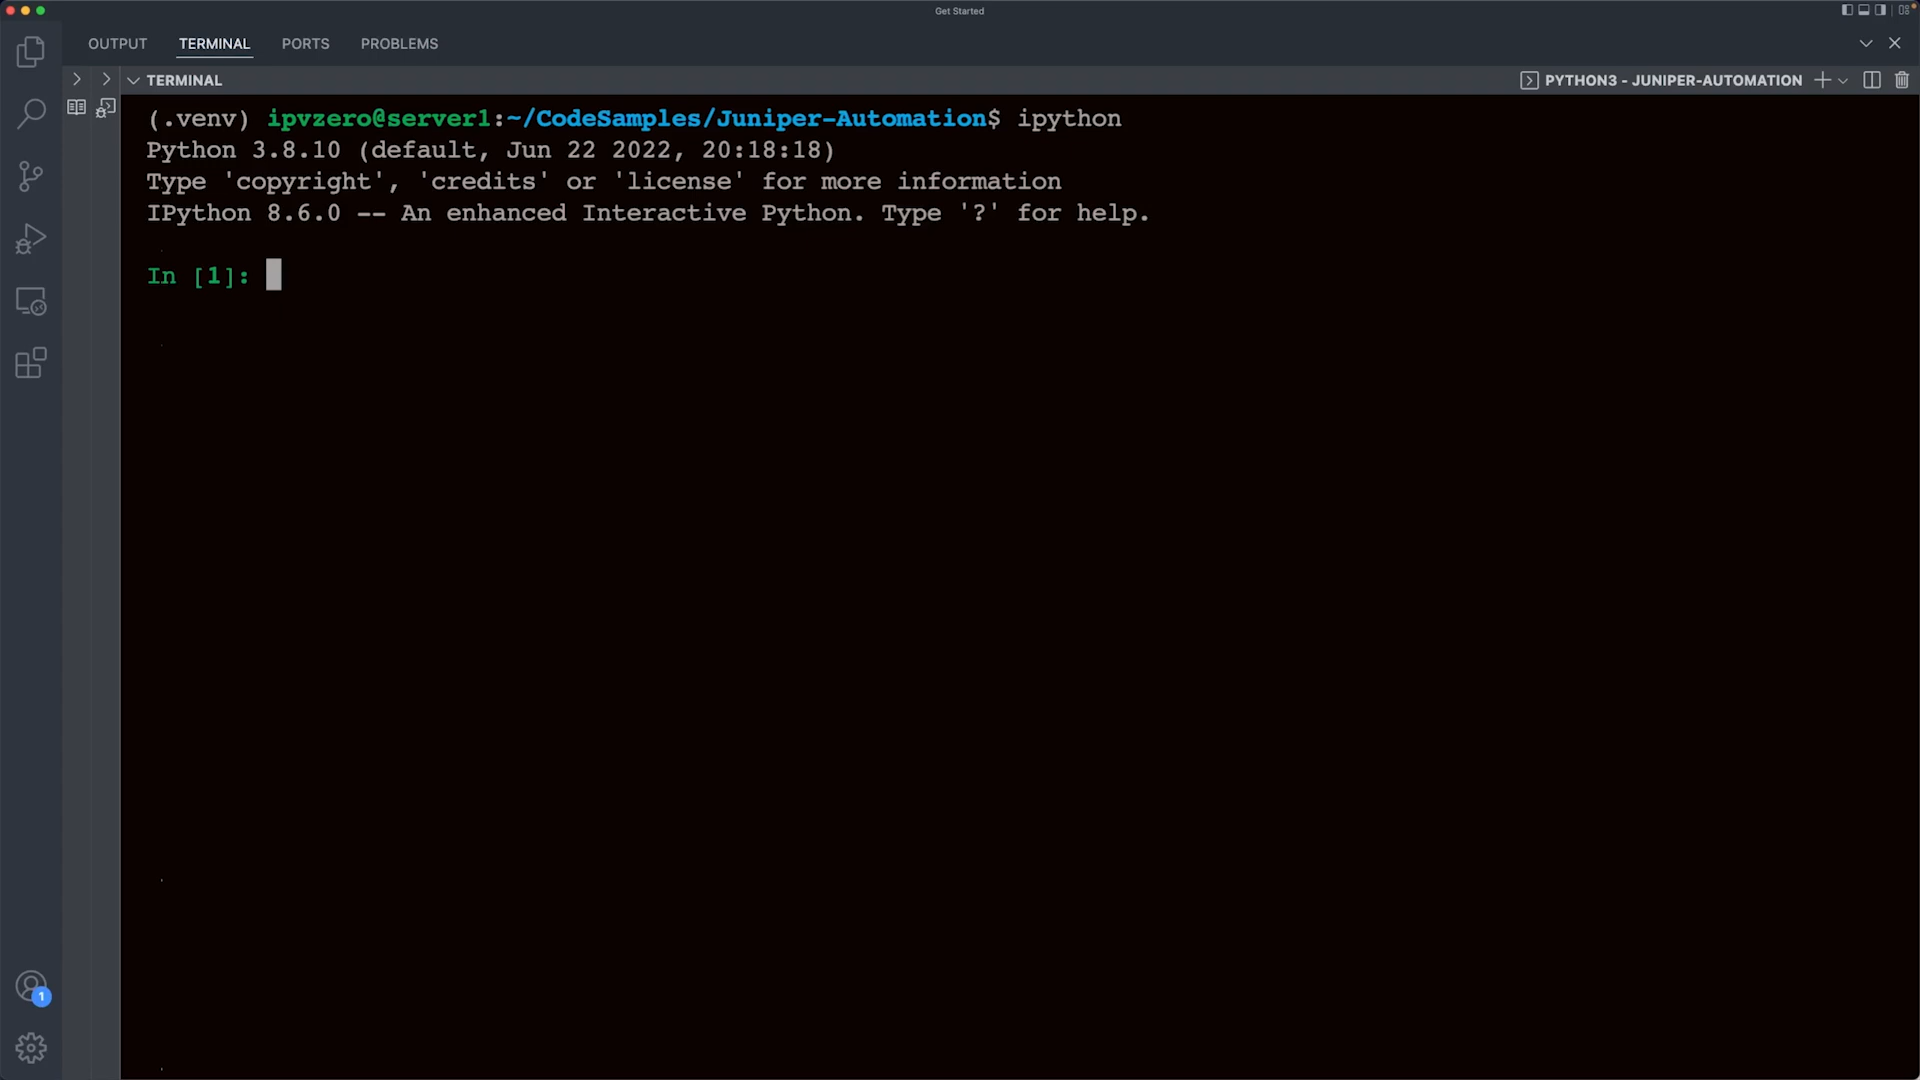 Get Started
OUTPUT TERMINAL PORTS PROBLEMS
TERMINAL PYTHON3 - JUNIPER-AUTOMATION
(.venv) ipvzero@server1:~/CodeSamples/Juniper-Automation$ ipython
Python 3.8.10 (default, Jun 22 2022, 20:18:18)
Type 'copyright', 'credits' or 'license' for more information
IPython 8.6.0 -- An enhanced Interactive Python. Type '?' for help.
In [1]:
1